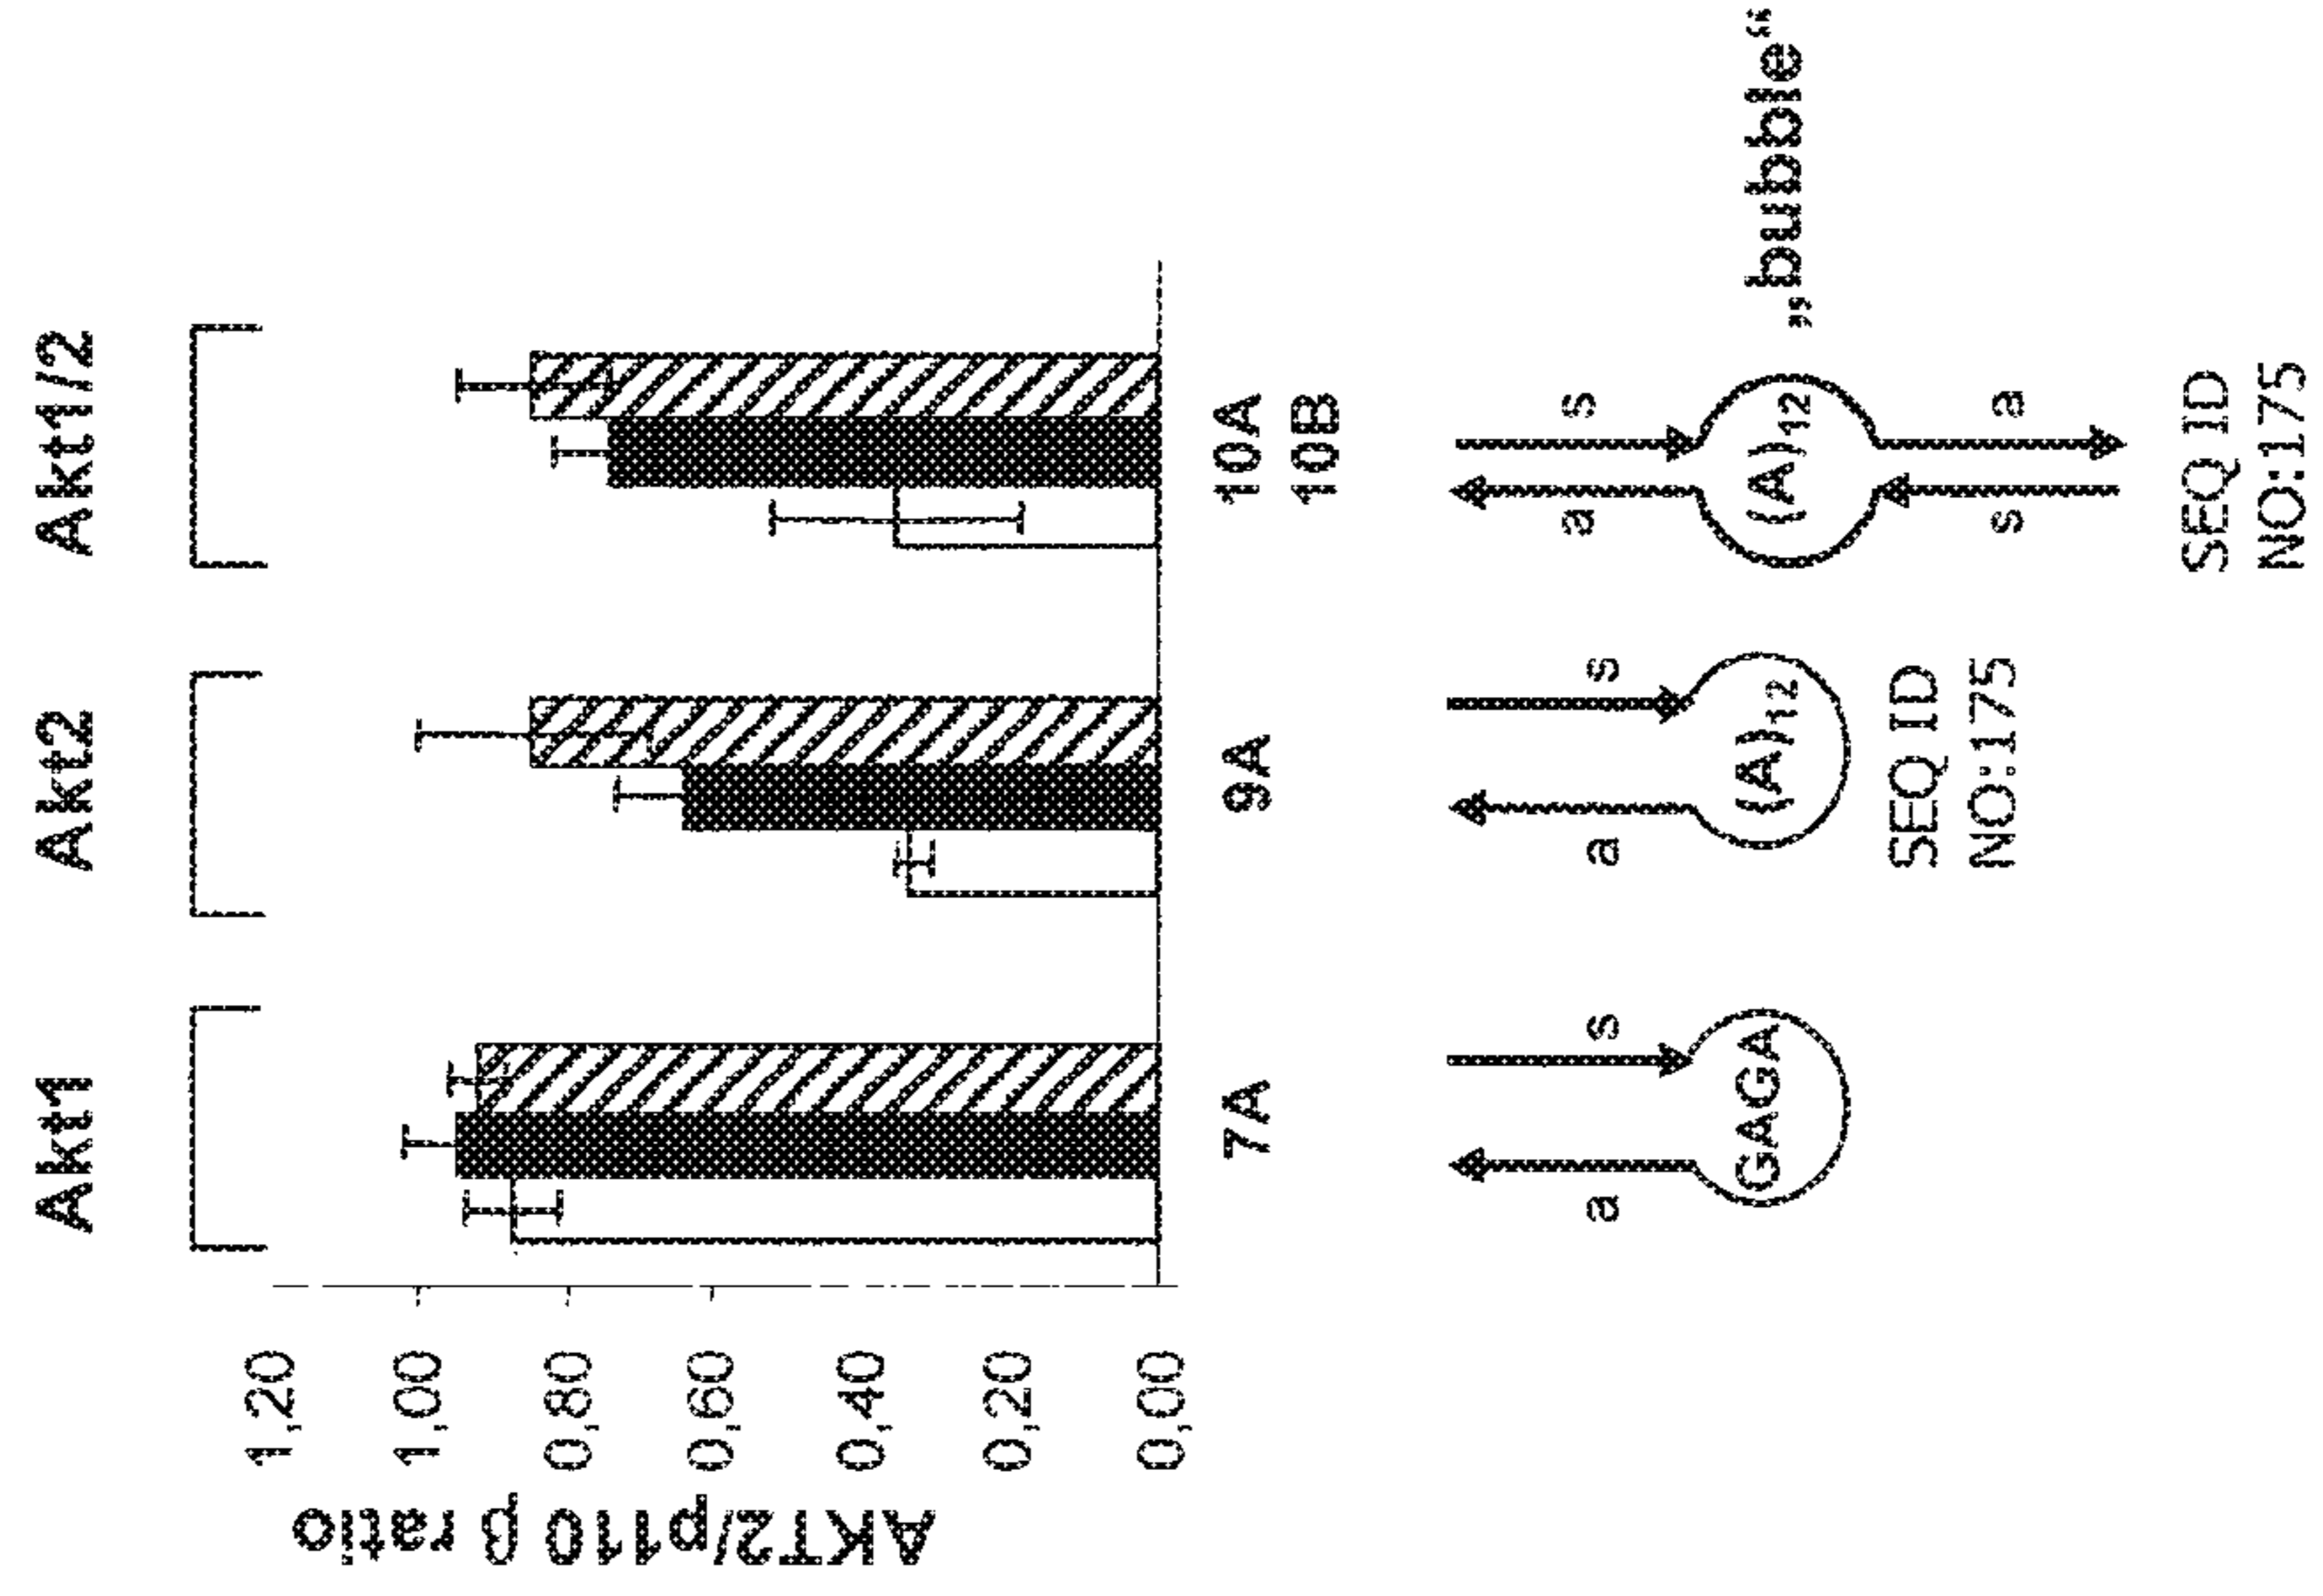 Akt1
Akt2
Akt1/2
AKT2/p110 β ratio
1,20
1,00
0,80
0,60
0,40
0,20
0,00
7A
9A
10A
10B
a
s
GAGA
a
s
(A)12
SEQ ID
NO:175
a
s
(A)12
„bubble“
s
a
SEQ ID
NO:175